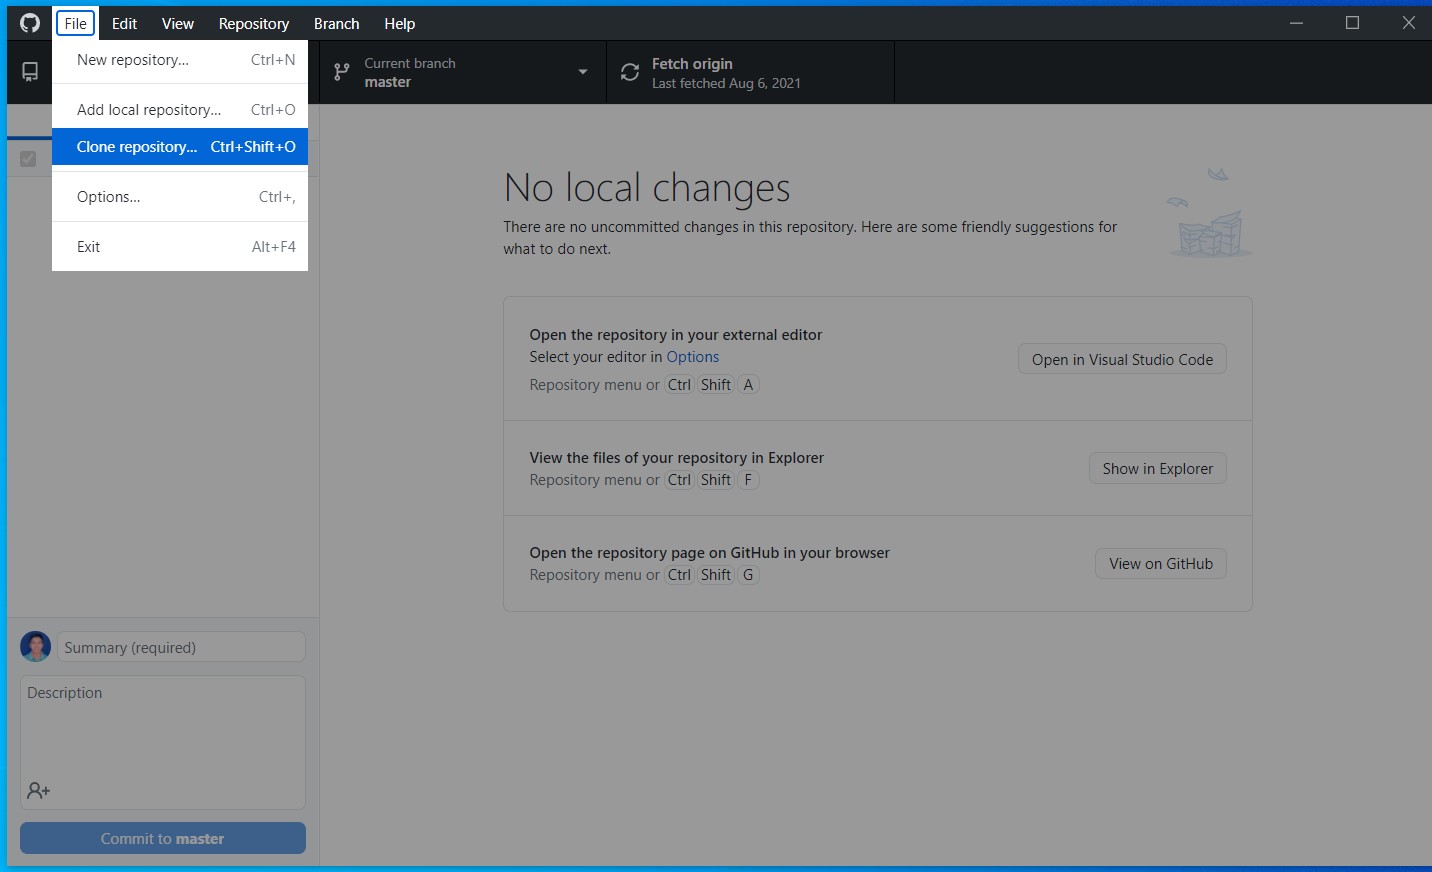 File Edit View Repository Branch Help
New repository... Ctrl+N
Add local repository... Ctrl+O
Clone repository... Ctrl+Shift+O
Options... Ctrl+,
Exit Alt+F4
Current branch
master
Fetch origin
Last fetched Aug 6, 2021
No local changes
There are no uncommitted changes in this repository. Here are some friendly suggestions for
what to do next.
Open the repository in your external editor
Select your editor in Options
Repository menu or Ctrl Shift A
Open in Visual Studio Code
View the files of your repository in Explorer
Repository menu or Ctrl Shift F
Show in Explorer
Open the repository page on GitHub in your browser
Repository menu or Ctrl Shift G
View on GitHub
Summary (required)
Description
Commit to master